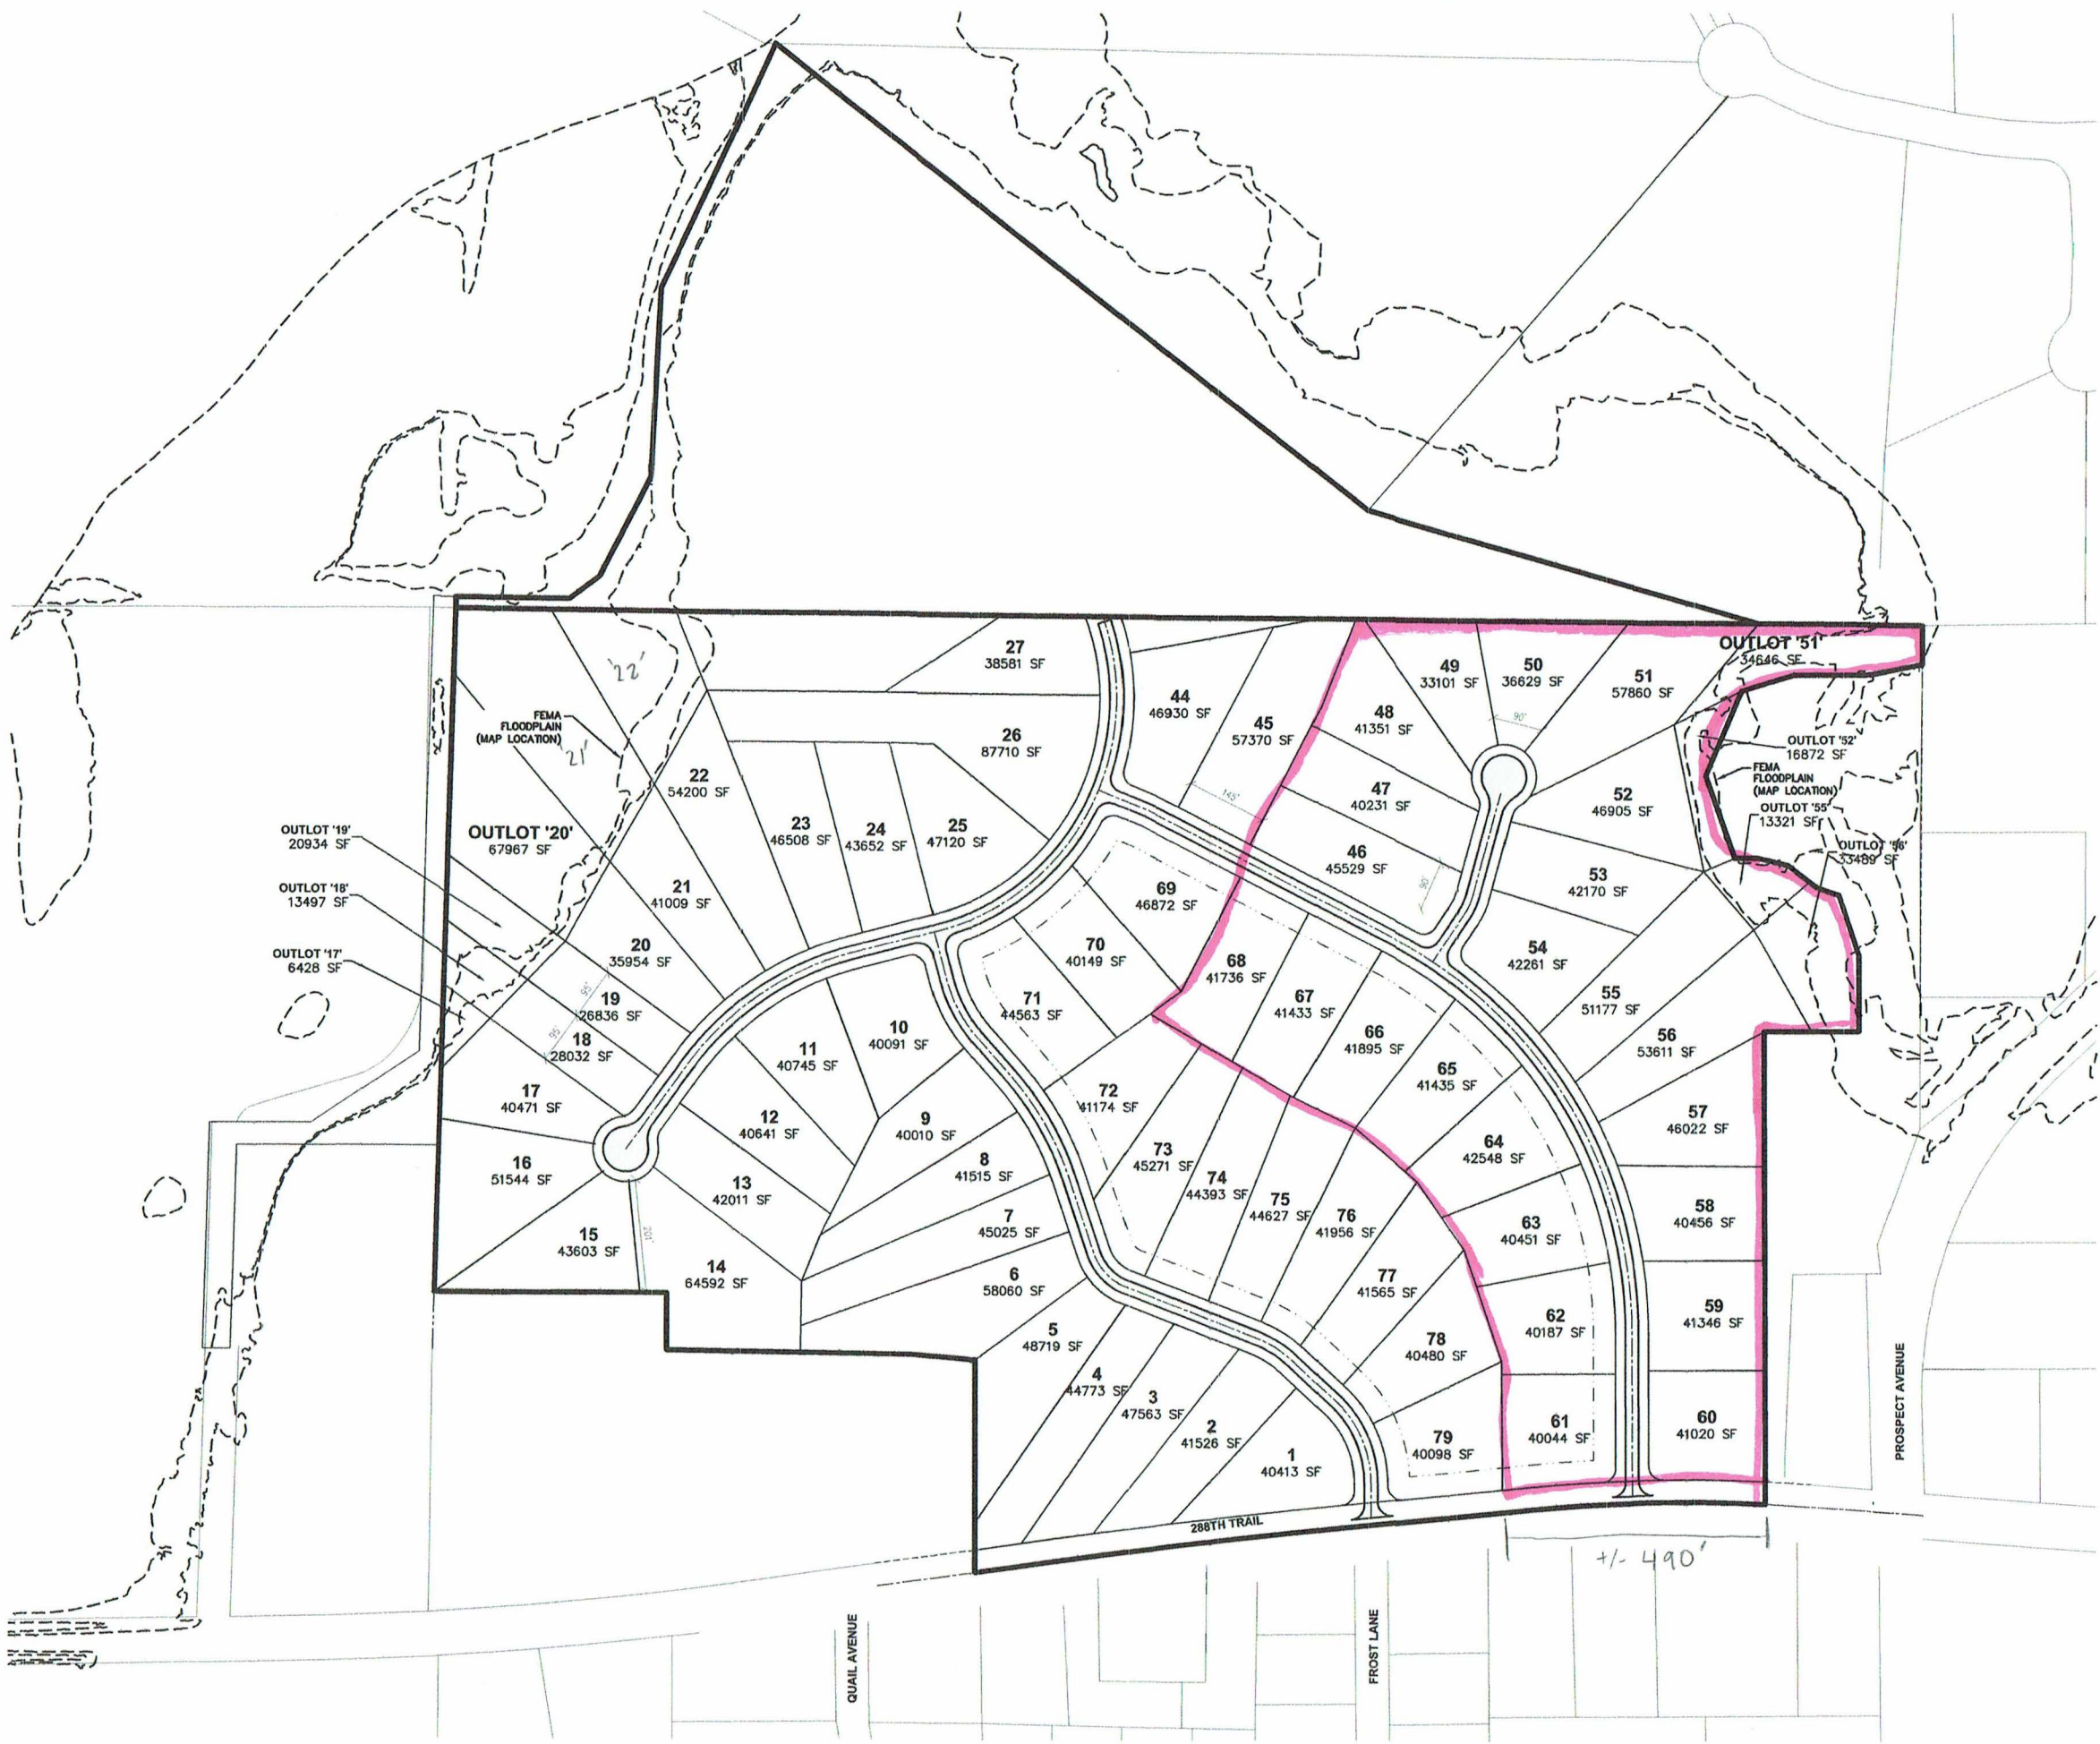 27
38581 SF
'22'
FEMA
FLOODPLAIN
(MAP LOCATION)
21'
26
87710 SF
22
54200 SF
23
46508 SF
24
43652 SF
25
47120 SF
OUTLOT '20'
67967 SF
OUTLOT '19'
20934 SF
OUTLOT '18'
13497 SF
OUTLOT '17'
6428 SF
21
41009 SF
20
35954 SF
95'
19
26836 SF
95'
18
28032 SF
17
40471 SF
16
51544 SF
15
43603 SF
201'
14
64592 SF
13
42011 SF
12
40641 SF
11
40745 SF
10
40091 SF
9
40010 SF
8
41515 SF
7
45025 SF
6
58060 SF
5
48719 SF
4
44773 SF
3
47563 SF
2
41526 SF
1
40413 SF
44
46930 SF
45
57370 SF
145'
48
41351 SF
47
40231 SF
46
45529 SF
90'
49
33101 SF
50
36629 SF
90'
51
57860 SF
OUTLOT '51'
34646 SF
OUTLOT '52'
16872 SF
FEMA
FLOODPLAIN
(MAP LOCATION)
OUTLOT '55'
13321 SF
OUTLOT '56'
33489 SF
52
46905 SF
53
42170 SF
54
42261 SF
55
51177 SF
56
53611 SF
57
46022 SF
58
40456 SF
59
41346 SF
60
41020 SF
69
46872 SF
70
40149 SF
71
44563 SF
68
41736 SF
67
41433 SF
66
41895 SF
65
41435 SF
64
42548 SF
63
40451 SF
62
40187 SF
61
40044 SF
72
41174 SF
73
45271 SF
74
44393 SF
75
44627 SF
76
41956 SF
77
41565 SF
78
40480 SF
79
40098 SF
288TH TRAIL
+/- 490'
QUAIL AVENUE
FROST LANE
PROSPECT AVENUE